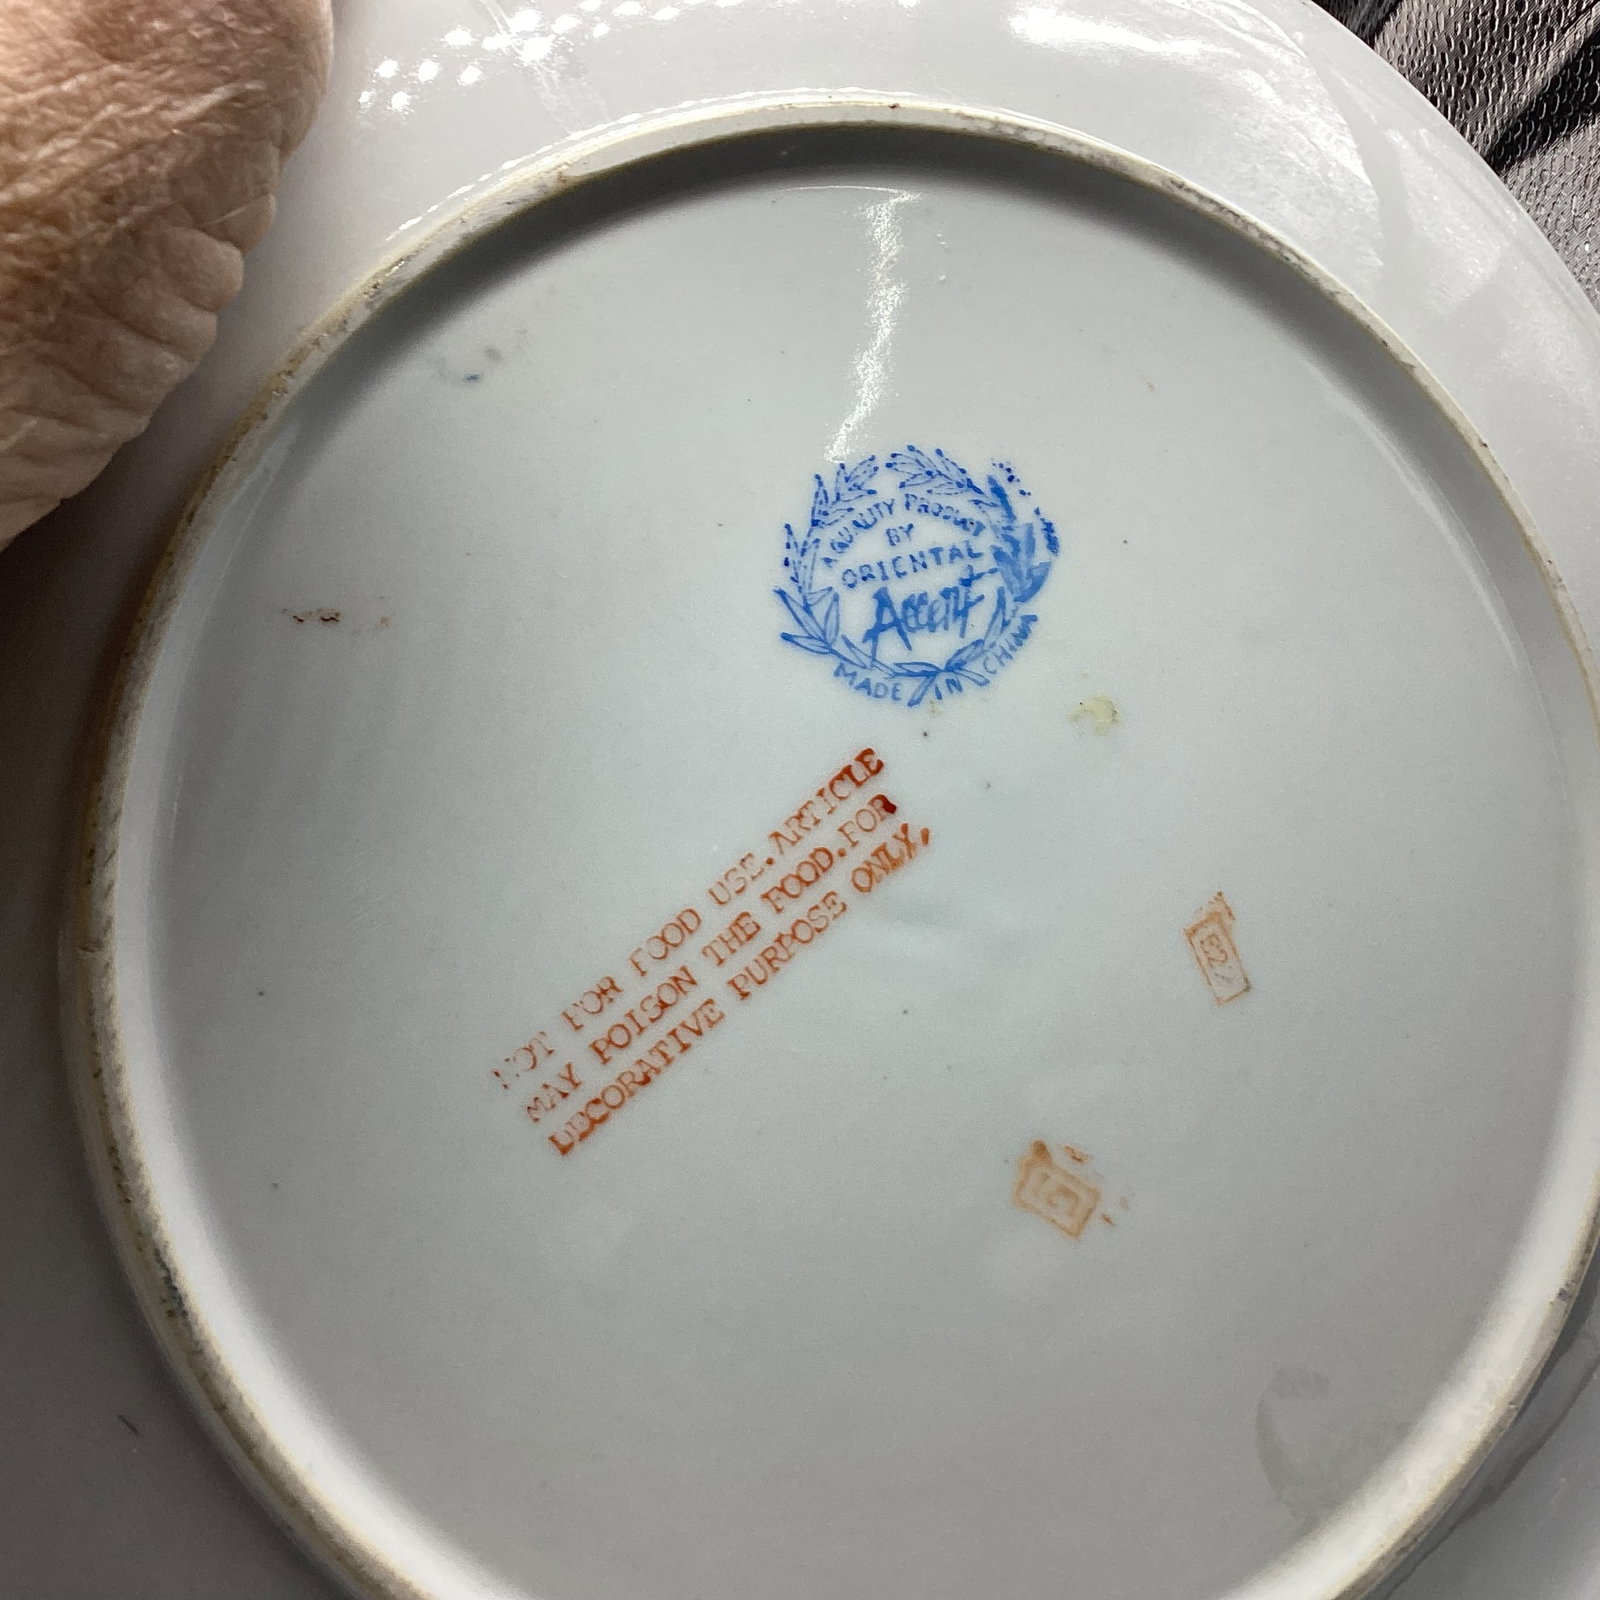 A QUALITY PRODUCT
BY
ORIENTAL
Accent
MADE IN CHINA
NOT FOR FOOD USE. ARTICLE
MAY POISON THE FOOD. FOR
DECORATIVE PURPOSE ONLY,